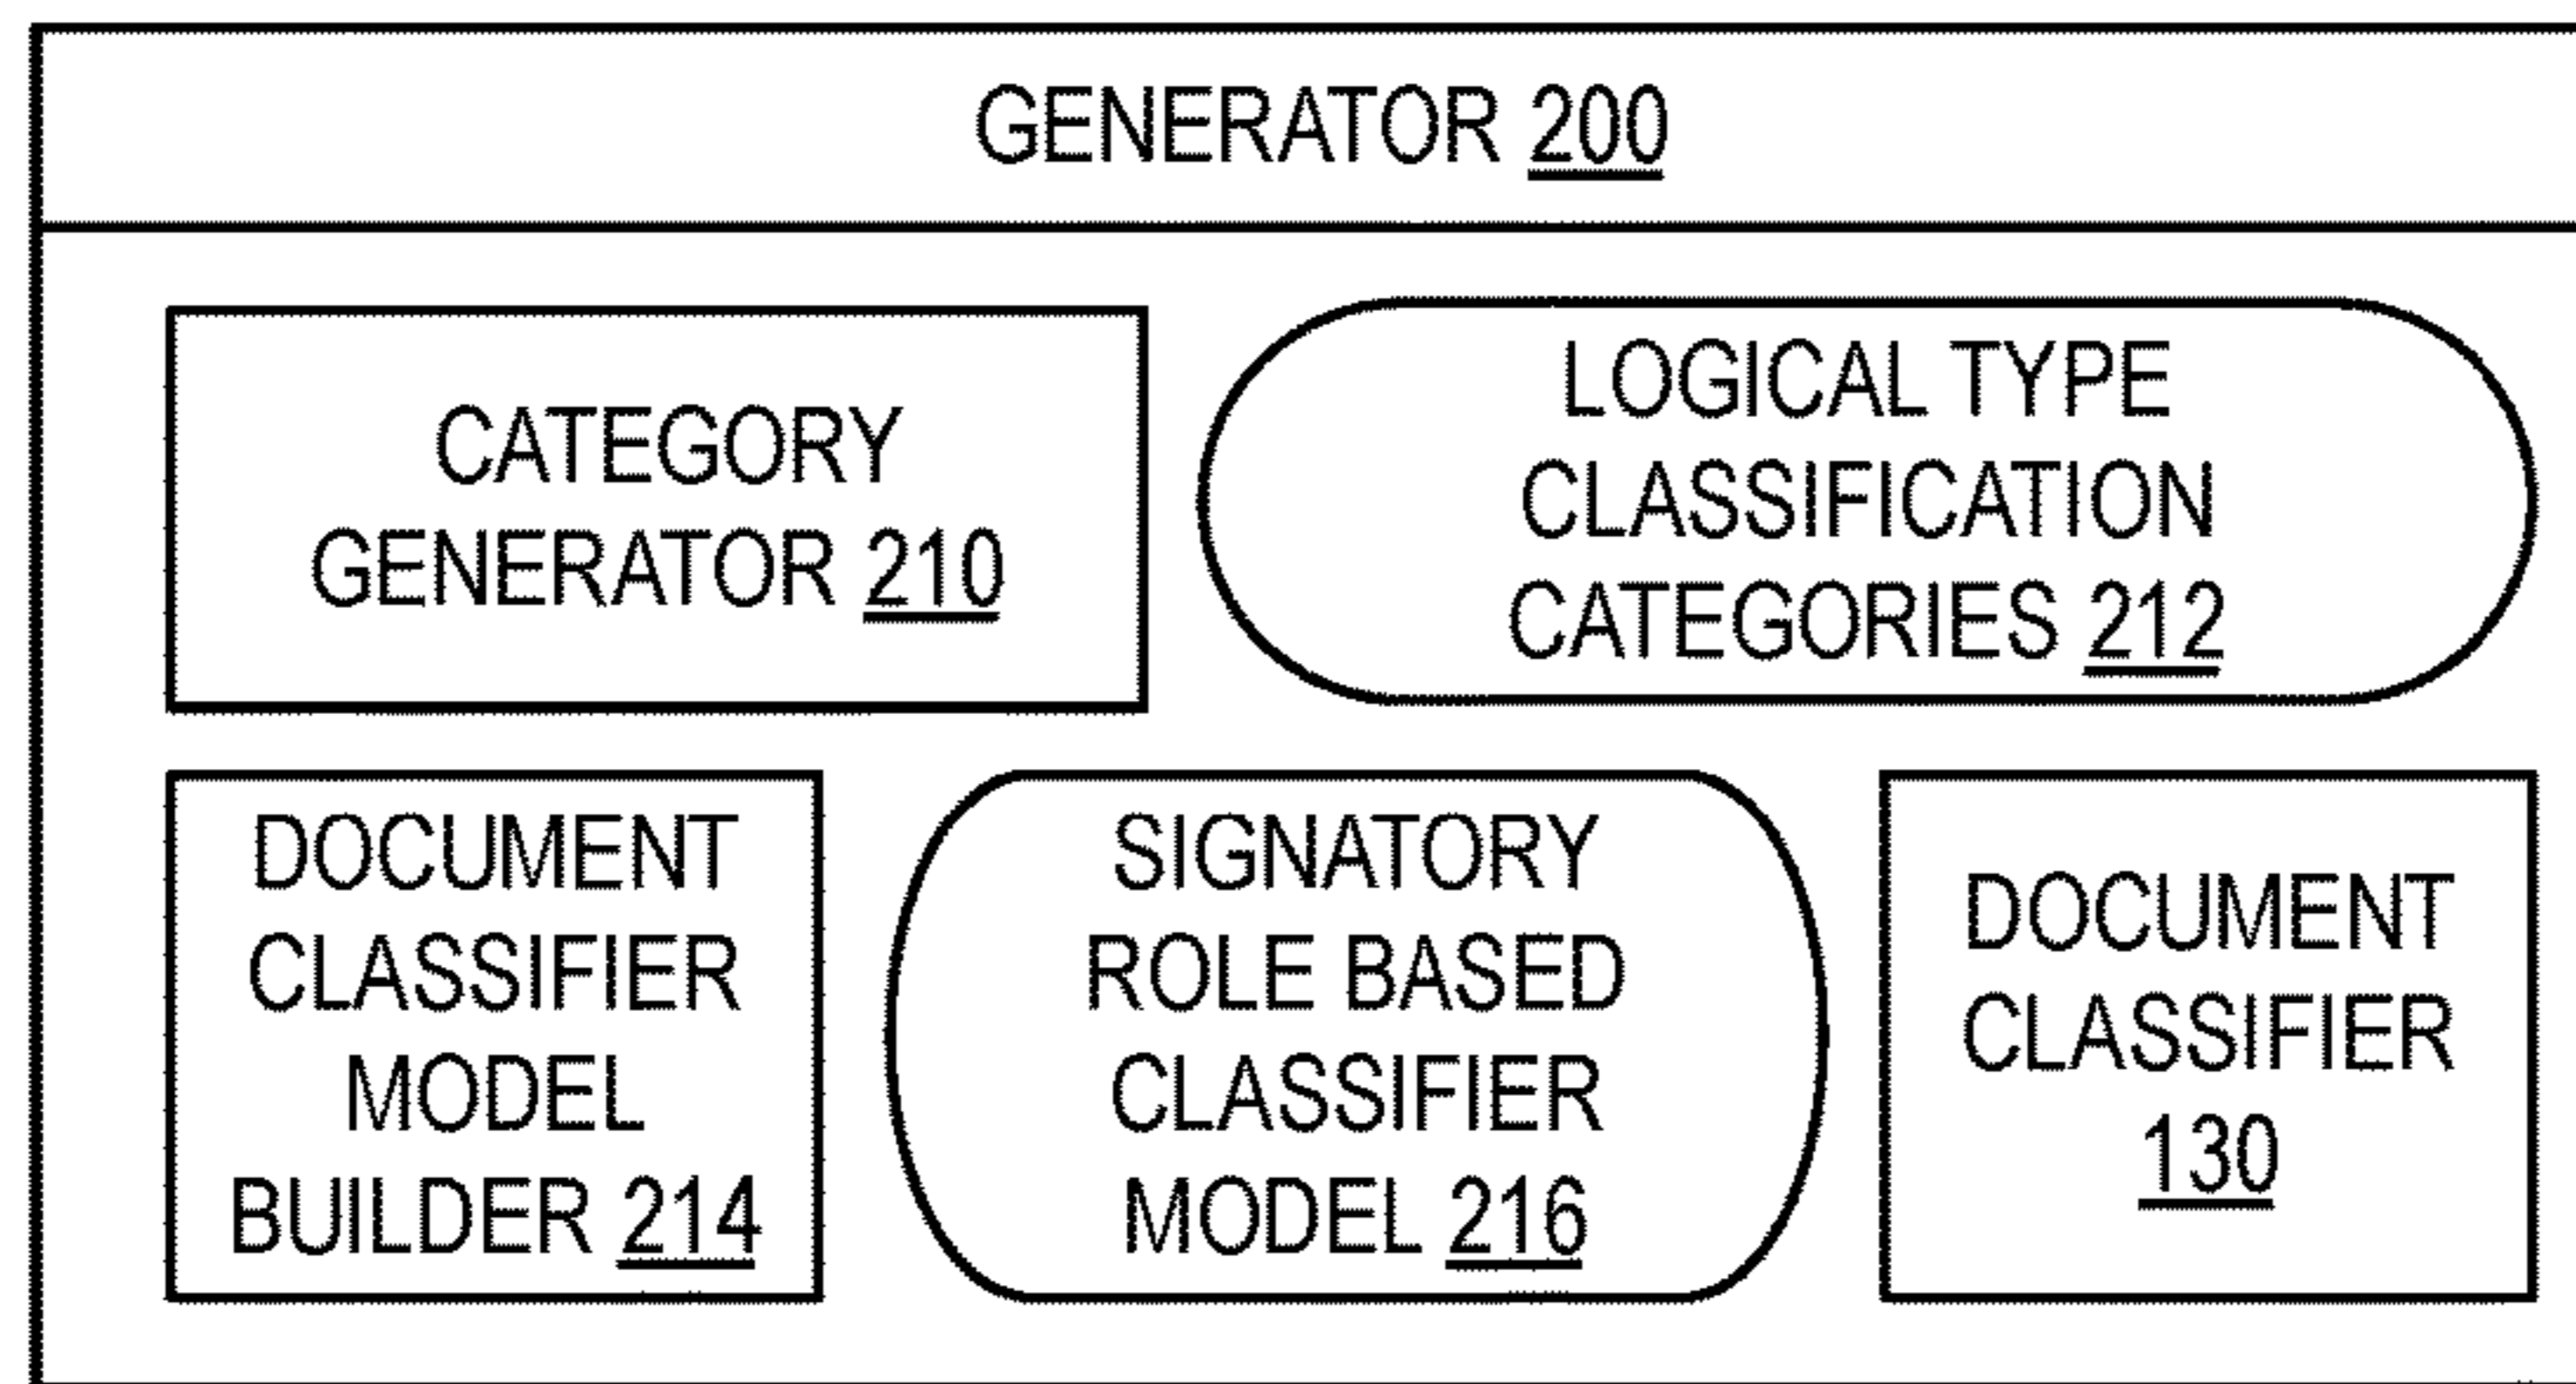 GENERATOR 200
CATEGORY
GENERATOR 210
LOGICAL TYPE
CLASSIFICATION
CATEGORIES 212
DOCUMENT
CLASSIFIER
MODEL
BUILDER 214
SIGNATORY
ROLE BASED
CLASSIFIER
MODEL 216
DOCUMENT
CLASSIFIER
130